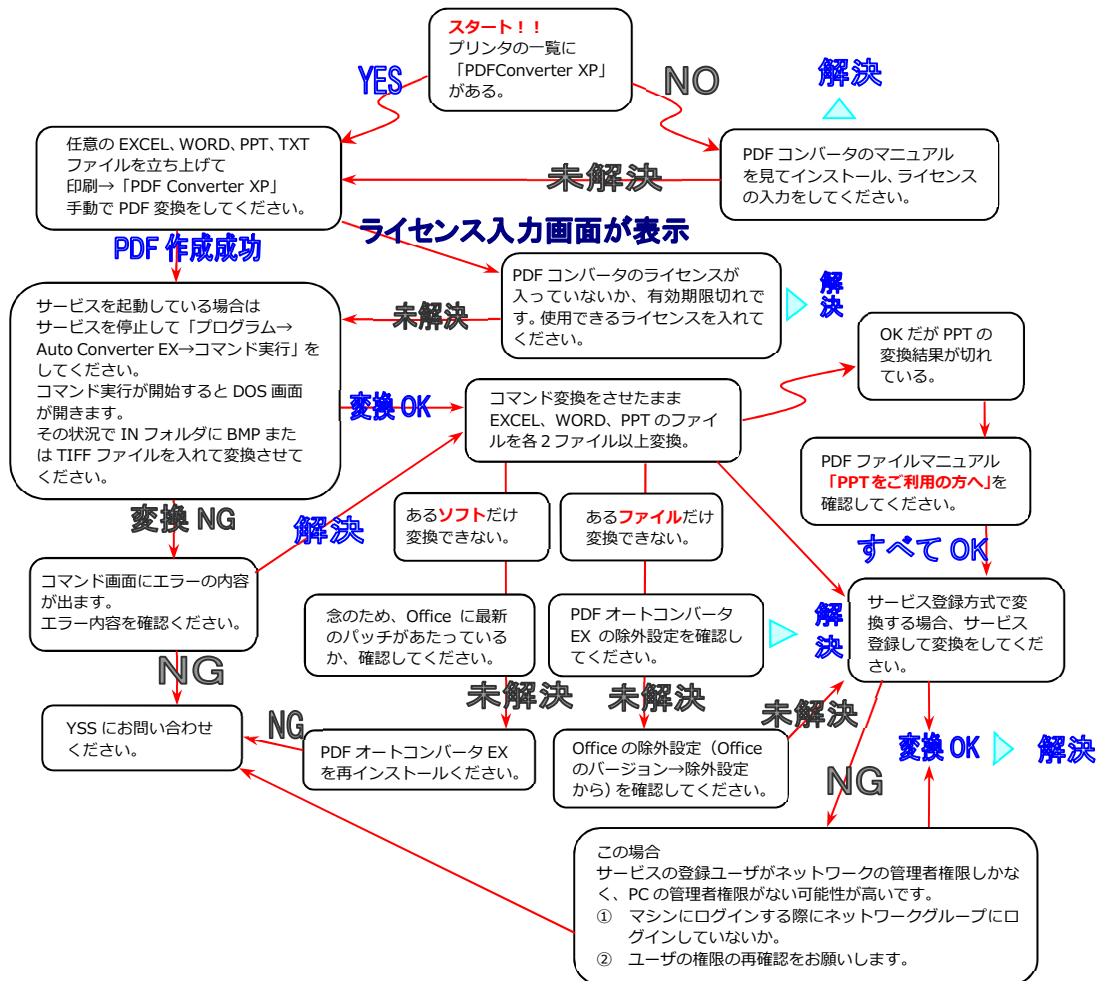 スタート！！
プリンタの一覧に
「PDFConverter XP」
がある。
YES
NO
解決
任意の EXCEL、WORD、PPT、TXT
ファイルを立ち上げて
印刷→「PDF Converter XP」
手動で PDF 変換をしてください。
未解決
PDF コンバータのマニュアル
を見てインストール、ライセンス
の入力をしてください。
PDF 作成成功
ライセンス入力画面が表示
PDF コンバータのライセンスが
入っていないか、有効期限切れで
す。使用できるライセンスを入れて
ください。
解決
未解決
サービスを起動している場合は
サービスを停止して「プログラム→
Auto Converter EX→コマンド実行」を
してください。
コマンド実行が開始すると DOS 画面
が開きます。
その状況で IN フォルダに BMP また
は TIFF ファイルを入れて変換させて
ください。
変換 OK
コマンド変換をさせたまま
EXCEL、WORD、PPT のファイ
ルを各２ファイル以上変換。
OK だが PPT の
変換結果が切れ
ている。
PDF ファイルマニュアル
「PPTをご利用の方へ」を
確認してください。
変換 NG
解決
あるソフトだけ
変換できない。
あるファイルだけ
変換できない。
すべて OK
コマンド画面にエラーの内容
が出ます。
エラー内容を確認ください。
念のため、Office に最新
のパッチがあたっている
か、確認してください。
PDF オートコンバータ
EX の除外設定を確認し
てください。
解決
サービス登録方式で変
換する場合、サービス
登録して変換をしてくだ
さい。
NG
未解決
未解決
未解決
YSS にお問い合わせ
ください。
NG
PDF オートコンバータ EX
を再インストールください。
Office の除外設定（Office
のバージョン→除外設定
から）を確認してください。
NG
変換 OK
解決
この場合
サービスの登録ユーザがネットワークの管理者権限しかな
く、PC の管理者権限がない可能性が高いです。
① マシンにログインする際にネットワークグループにロ
グインしていないか。
② ユーザの権限の再確認をお願いします。